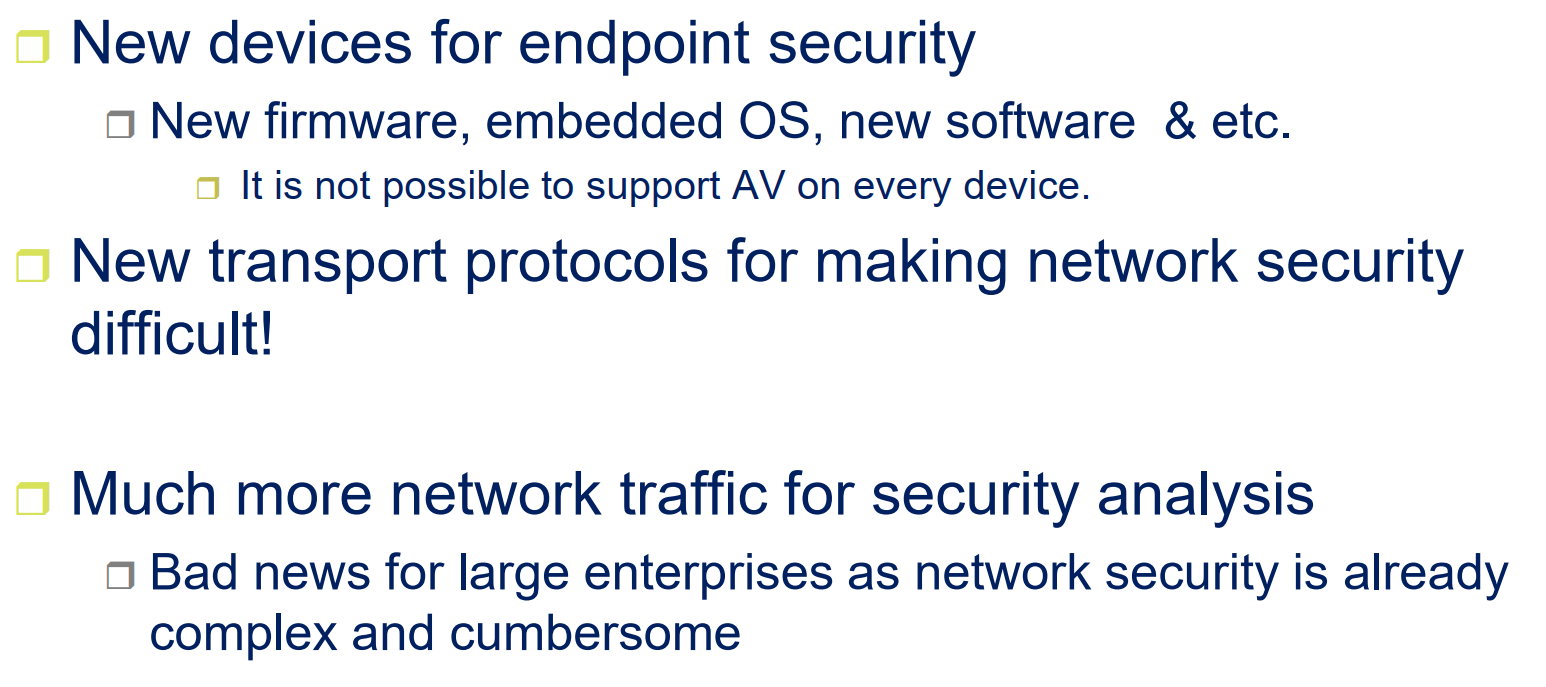 New devices for endpoint security
New firmware, embedded OS, new software & etc.
It is not possible to support AV on every device.
New transport protocols for making network security
difficult!
Much more network traffic for security analysis
Bad news for large enterprises as network security is already
complex and cumbersome